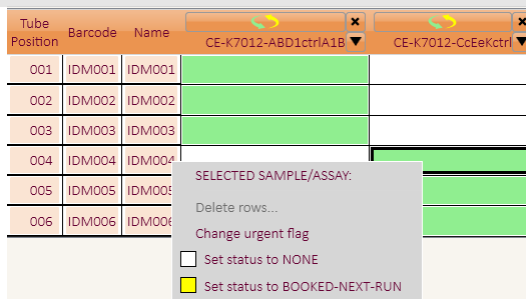 Tube Position Barcode Name CE-K7012-ABD1ctrlA1B CE-K7012-CcEeKctrl
001 IDM001 IDM001
002 IDM002 IDM002
003 IDM003 IDM003
004 IDM004 IDM004
005 IDM005 IDM005
006 IDM006 IDM006
SELECTED SAMPLE/ASSAY:
Delete rows...
Change urgent flag
Set status to NONE
Set status to BOOKED-NEXT-RUN